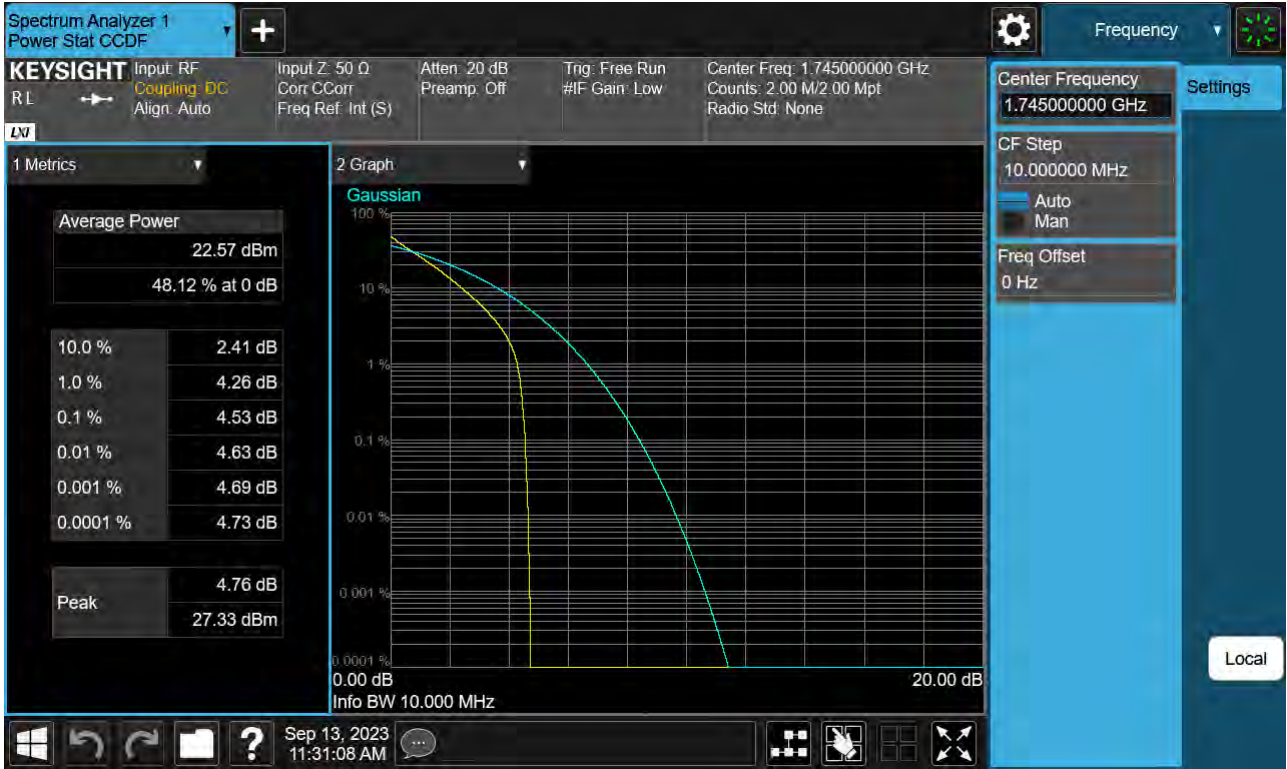 Spectrum Analyzer 1
Power Stat CCDF
Frequency
KEYSIGHT
R L
LXI
Input: RF
Coupling: DC
Align: Auto
Input Z: 50 Ω
Corr CCorr
Freq Ref: Int (S)
Atten: 20 dB
Preamp: Off
Trig: Free Run
#IF Gain: Low
Center Freq: 1.745000000 GHz
Counts: 2.00 M/2.00 Mpt
Radio Std: None
Center Frequency
1.745000000 GHz
Settings
CF Step
10.000000 MHz
Auto
Man
Freq Offset
0 Hz
Local
1 Metrics
Average Power
22.57 dBm
48.12 % at 0 dB
10.0 % 2.41 dB
1.0 % 4.26 dB
0.1 % 4.53 dB
0.01 % 4.63 dB
0.001 % 4.69 dB
0.0001 % 4.73 dB
Peak
4.76 dB
27.33 dBm
2 Graph
Gaussian
100 %
10 %
1 %
0.1 %
0.01 %
0.001 %
0.0001 %
0.00 dB 20.00 dB
Info BW 10.000 MHz
? Sep 13, 2023
11:31:08 AM